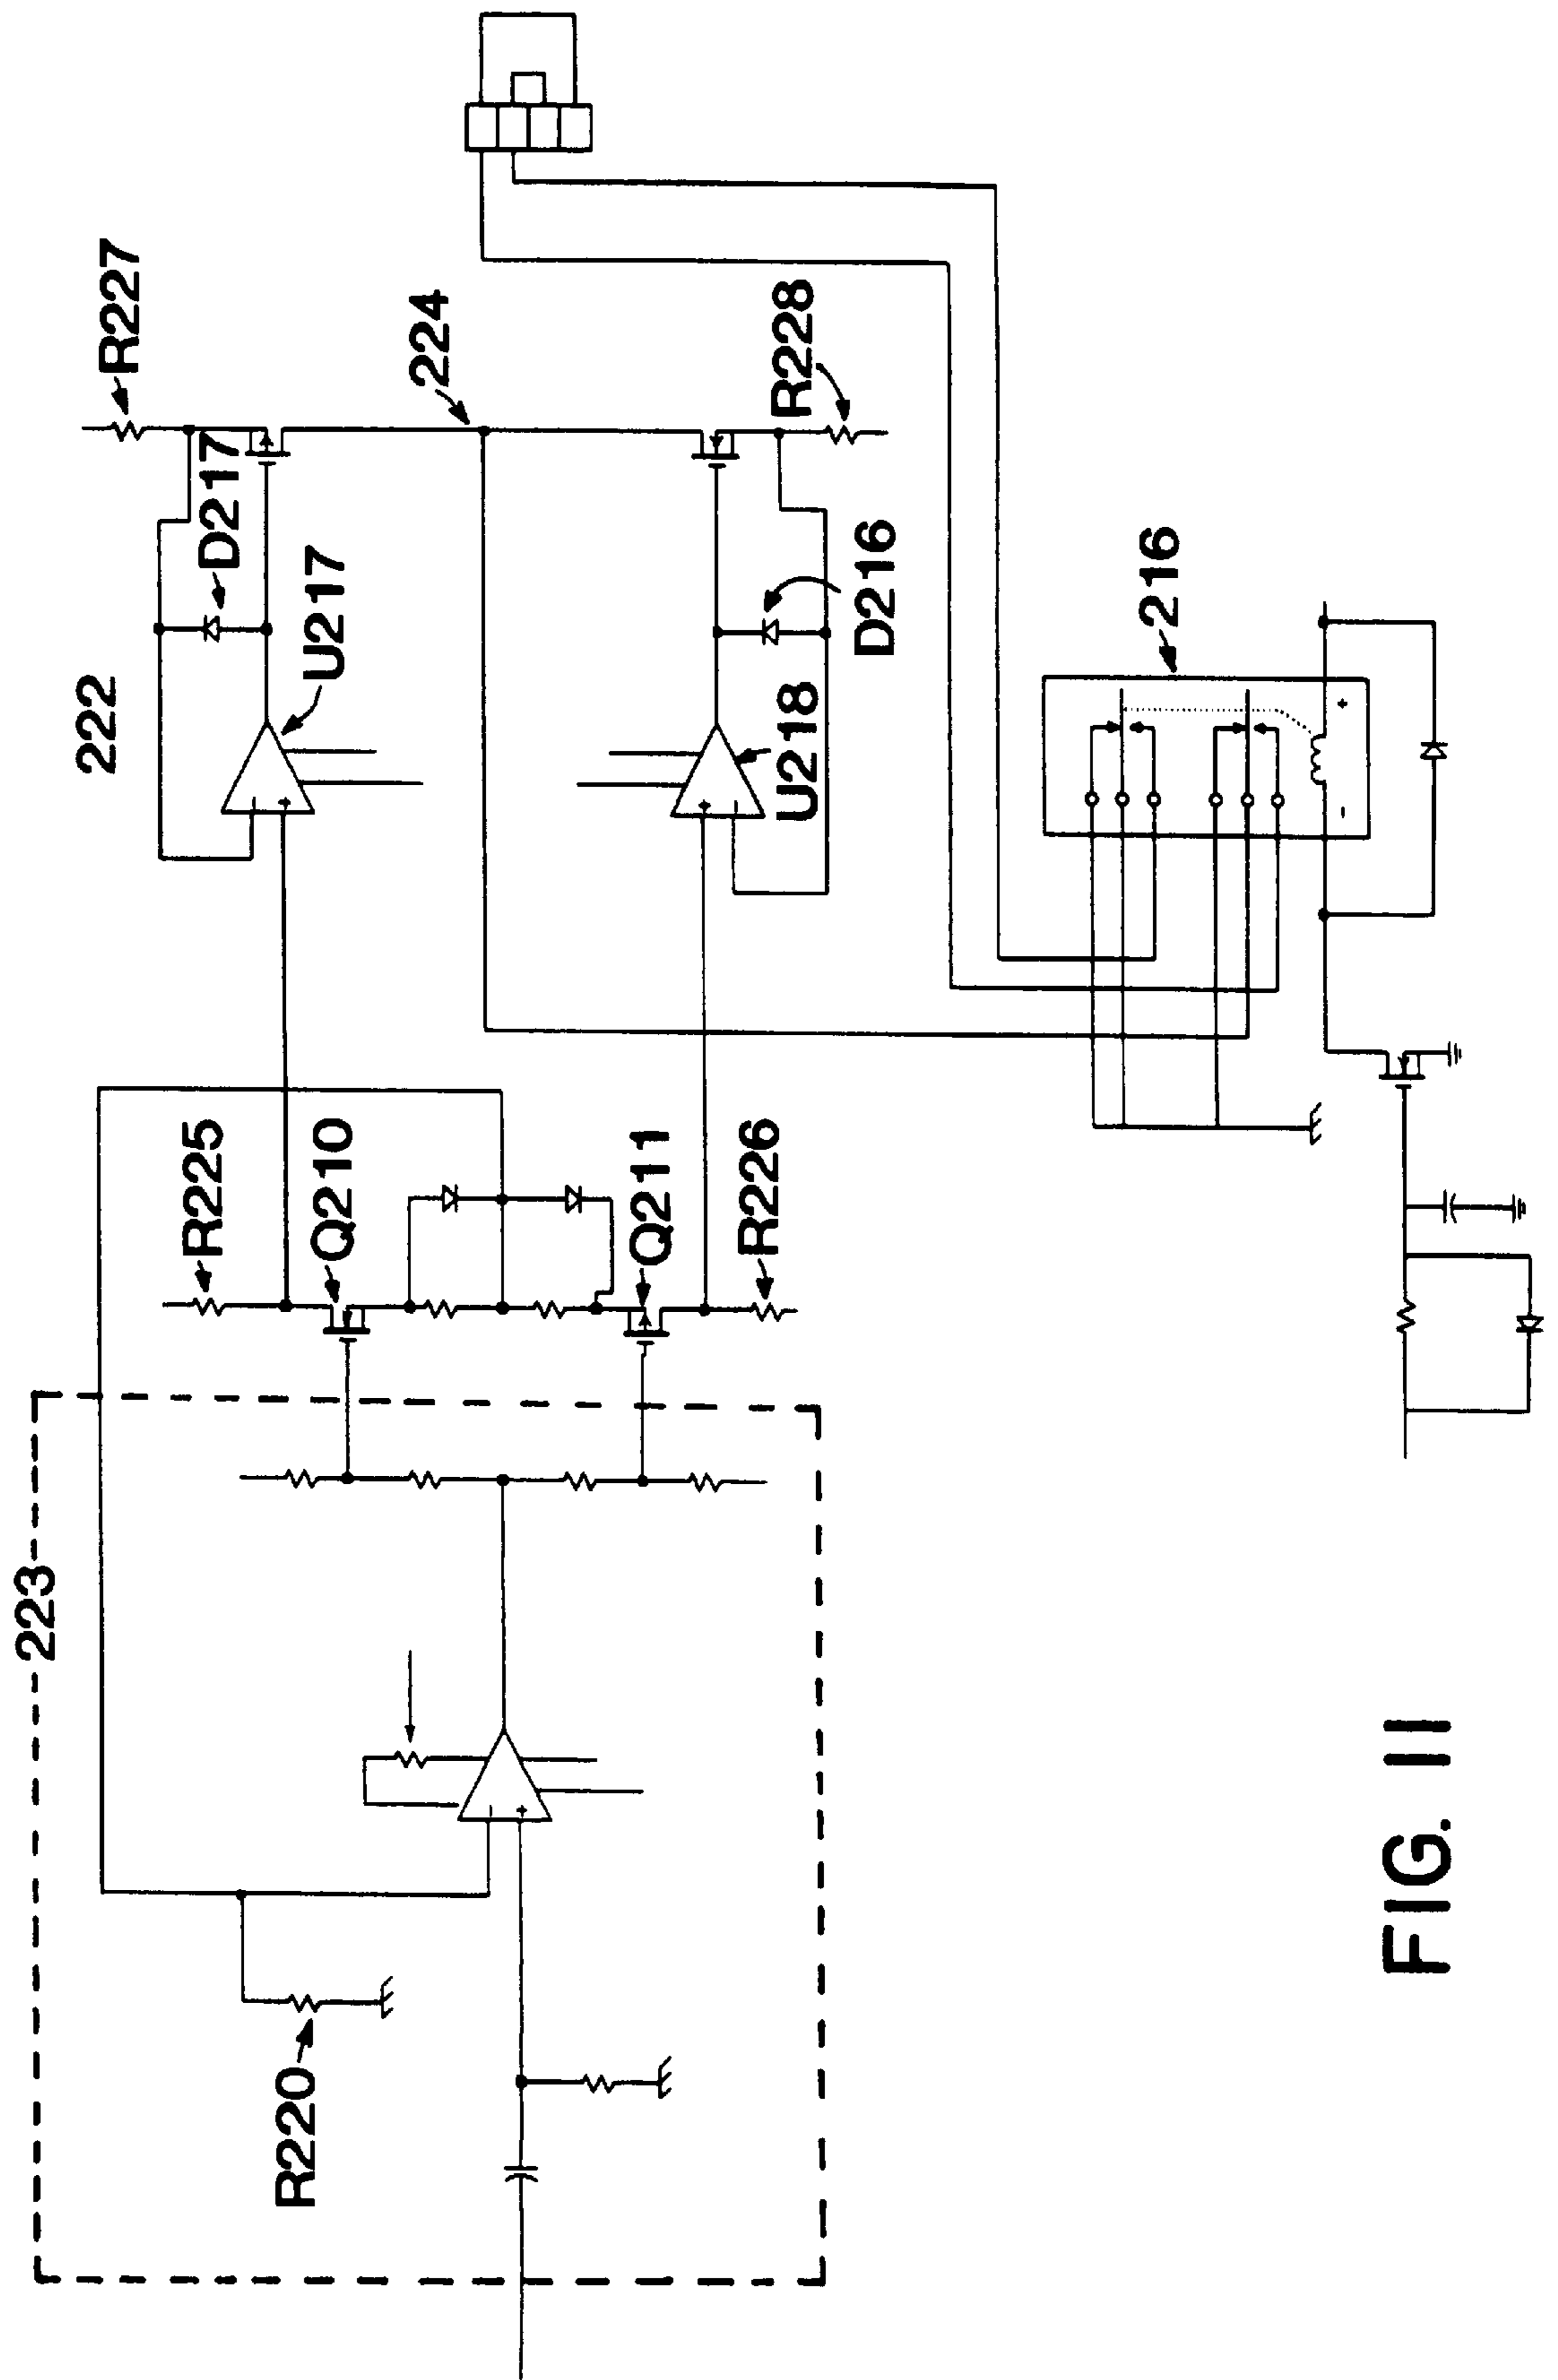 223
R220
R225
Q210
Q211
R226
222
U217
D217
R227
224
U218
D216
R228
216
+
-
-
+
-
+
+
-
FIG. 11